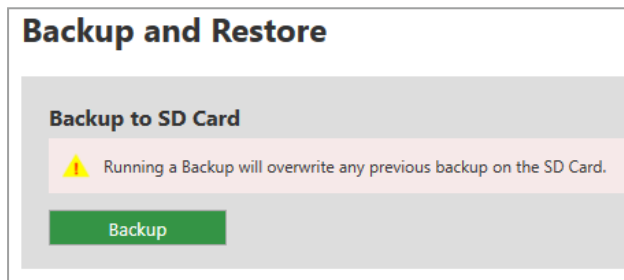 Backup and Restore
Backup to SD Card
Running a Backup will overwrite any previous backup on the SD Card.
Backup